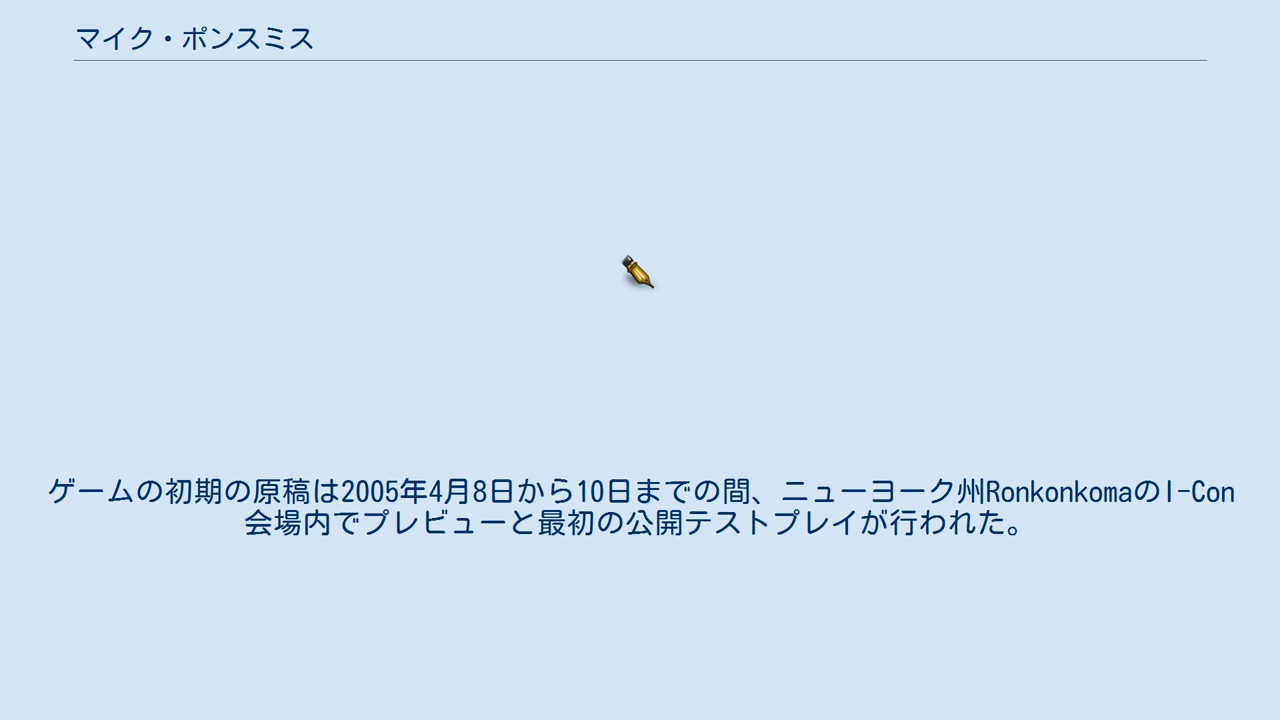 マイク・ポンスミス
ゲームの初期の原稿は2005年4月8日から10日までの間、ニューヨーク州RonkonkomaのI-Con
会場内でプレビューと最初の公開テストプレイが行われた。